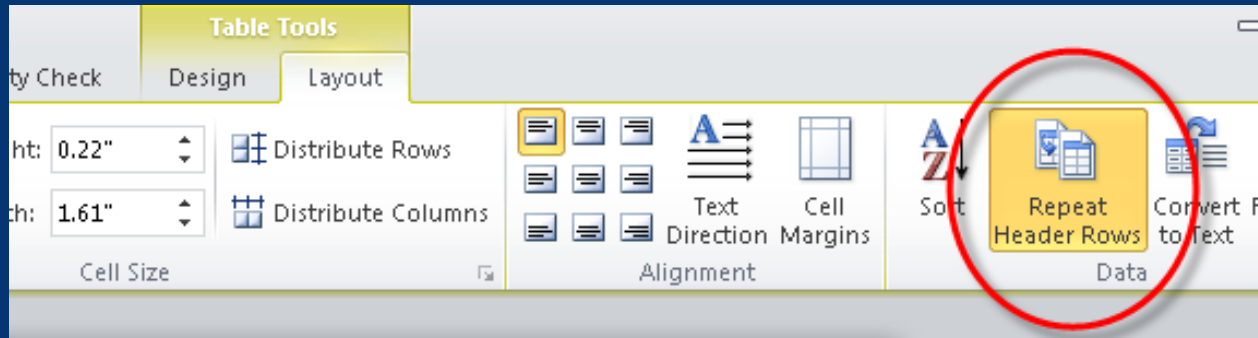 Table Tools
ty Check Design Layout
ht: 0.22" Distribute Rows
th: 1.61" Distribute Columns
Text Direction
Cell Margins
Sort
Repeat Header Rows
Convert to Text
Cell Size Alignment Data